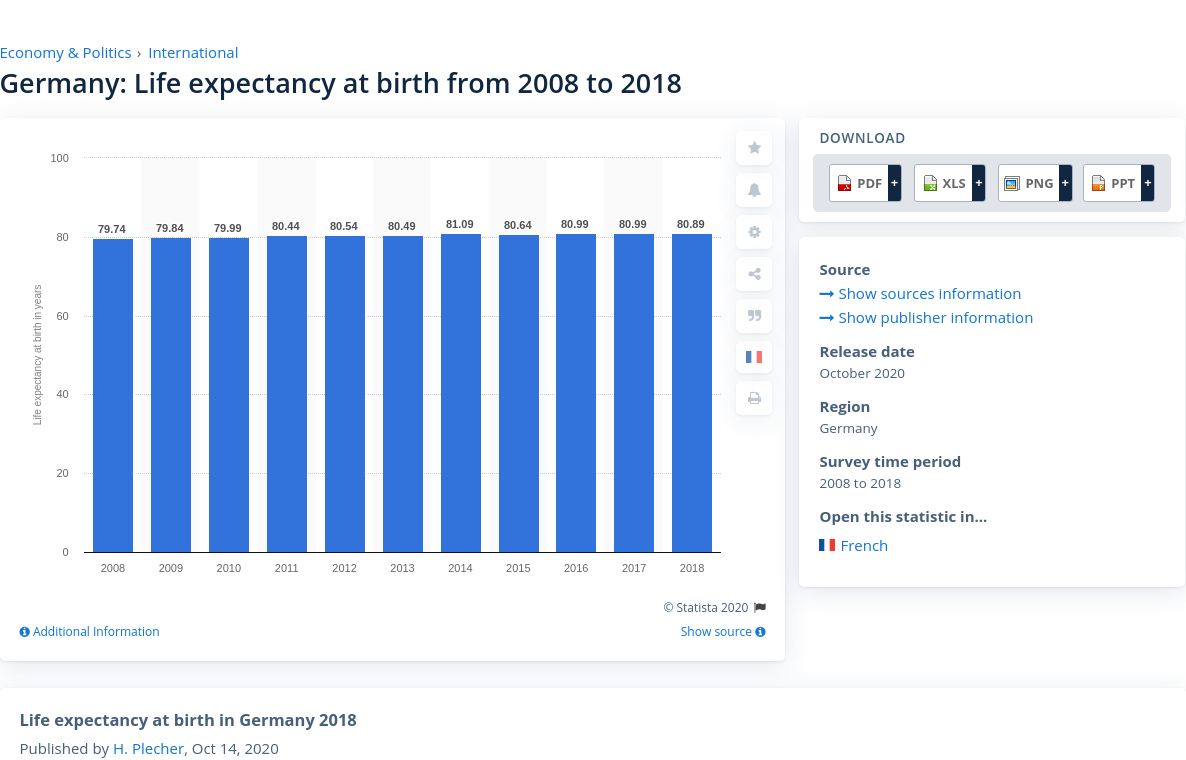 Economy & Politics › International
Germany: Life expectancy at birth from 2008 to 2018
Life expectancy at birth in years
100
80
60
40
20
0
79.74 79.84 79.99 80.44 80.54 80.49 81.09 80.64 80.99 80.99 80.89
2008 2009 2010 2011 2012 2013 2014 2015 2016 2017 2018
© Statista 2020
Additional Information
Show source
DOWNLOAD
PDF + XLS + PNG + PPT +
Source
Show sources information
Show publisher information
Release date
October 2020
Region
Germany
Survey time period
2008 to 2018
Open this statistic in...
French
Life expectancy at birth in Germany 2018
Published by H. Plecher, Oct 14, 2020